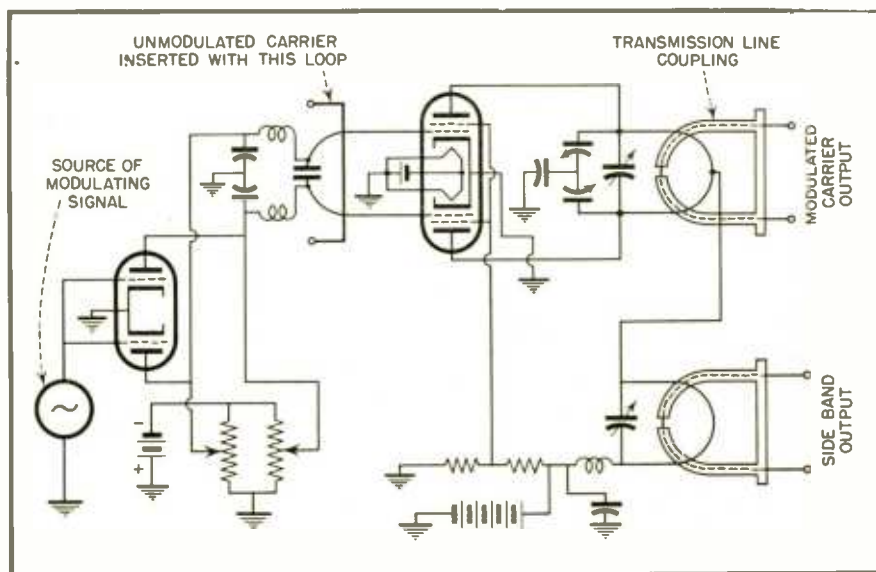 UNMODULATED CARRIER
INSERTED WITH THIS LOOP
TRANSMISSION LINE
COUPLING
SOURCE OF
MODULATING
SIGNAL
MODULATED
CARRIER
OUTPUT
SIDE BAND
OUTPUT
-
+